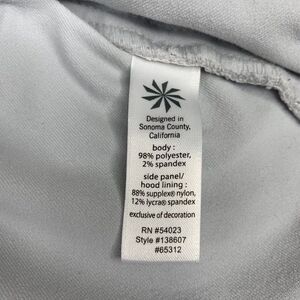 Designed in
Sonoma County,
California
body :
98% polyester,
2% spandex
side panel/
hood lining :
88% supplex® nylon,
12% lycra® spandex
exclusive of decoration
RN #54023
Style #138607
#65312